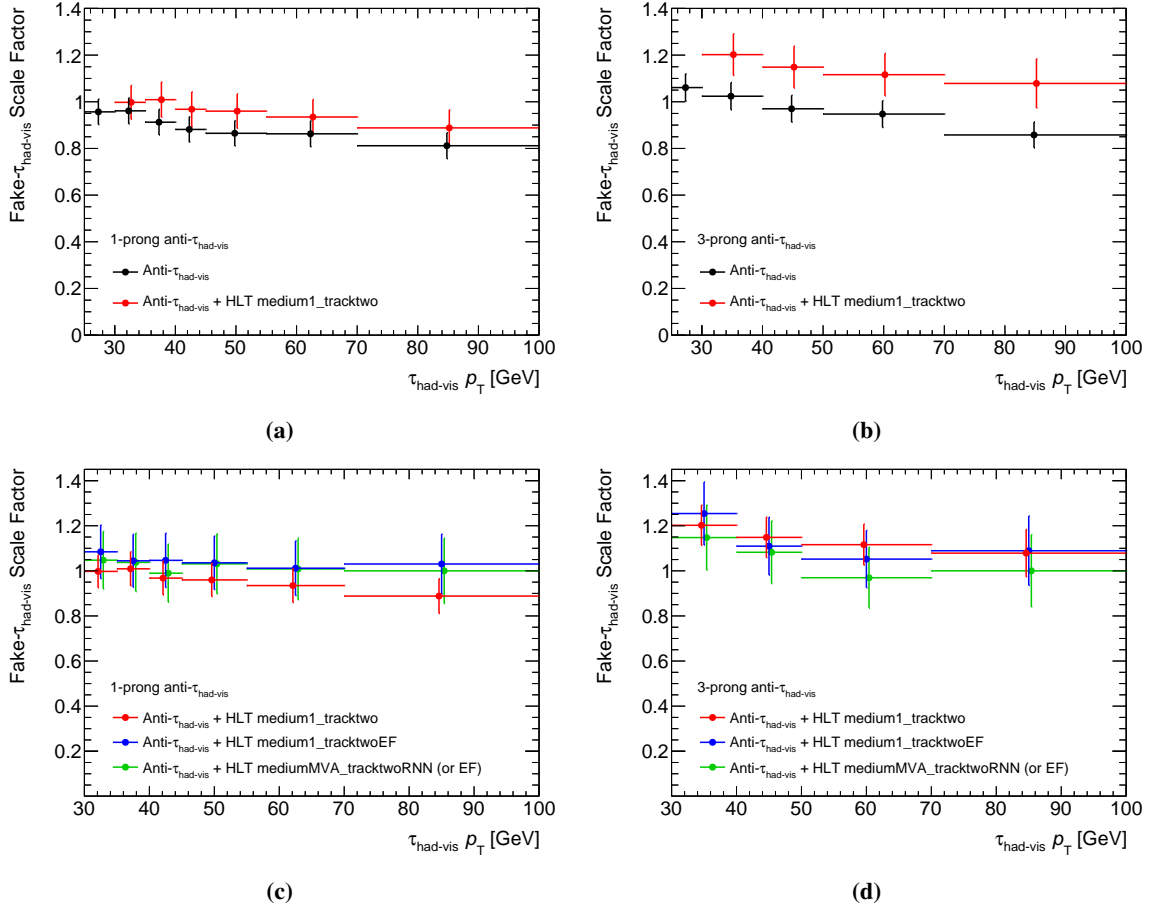 Fake-τhad-vis Scale Factor
1.4
1.2
1
0.8
0.6
0.4
0.2
0
1-prong anti-τhad-vis
Anti-τhad-vis
Anti-τhad-vis + HLT medium1_tracktwo
30 40 50 60 70 80 90 100
τhad-vis pT [GeV]
(a)
Fake-τhad-vis Scale Factor
1.4
1.2
1
0.8
0.6
0.4
0.2
0
3-prong anti-τhad-vis
Anti-τhad-vis
Anti-τhad-vis + HLT medium1_tracktwo
30 40 50 60 70 80 90 100
τhad-vis pT [GeV]
(b)
Fake-τhad-vis Scale Factor
1.4
1.2
1
0.8
0.6
0.4
0.2
1-prong anti-τhad-vis
Anti-τhad-vis + HLT medium1_tracktwo
Anti-τhad-vis + HLT medium1_tracktwoEF
Anti-τhad-vis + HLT mediumMVA_tracktwoRNN (or EF)
30 40 50 60 70 80 90 100
τhad-vis pT [GeV]
(c)
Fake-τhad-vis Scale Factor
1.4
1.2
1
0.8
0.6
0.4
0.2
3-prong anti-τhad-vis
Anti-τhad-vis + HLT medium1_tracktwo
Anti-τhad-vis + HLT medium1_tracktwoEF
Anti-τhad-vis + HLT mediumMVA_tracktwoRNN (or EF)
30 40 50 60 70 80 90 100
τhad-vis pT [GeV]
(d)